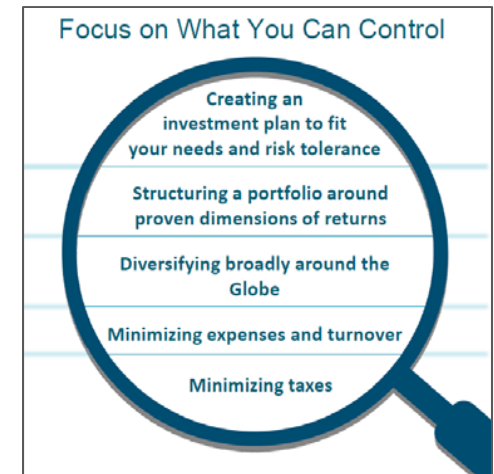 Focus on What You Can Control
Creating an
investment plan to fit
your needs and risk tolerance
Structuring a portfolio around
proven dimensions of returns
Diversifying broadly around the
Globe
Minimizing expenses and turnover
Minimizing taxes